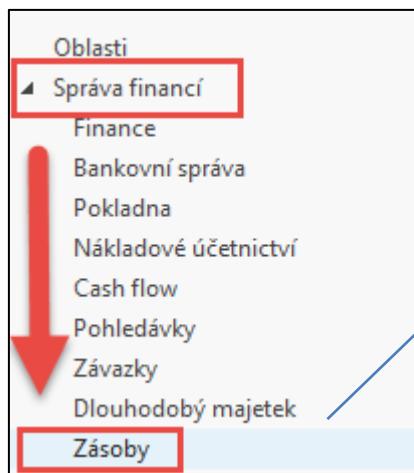 Oblasti
Správa financí
Finance
Bankovní správa
Pokladna
Nákladové účetnictví
Cash flow
Pohledávky
Závazky
Dlouhodobý majetek
Zásoby